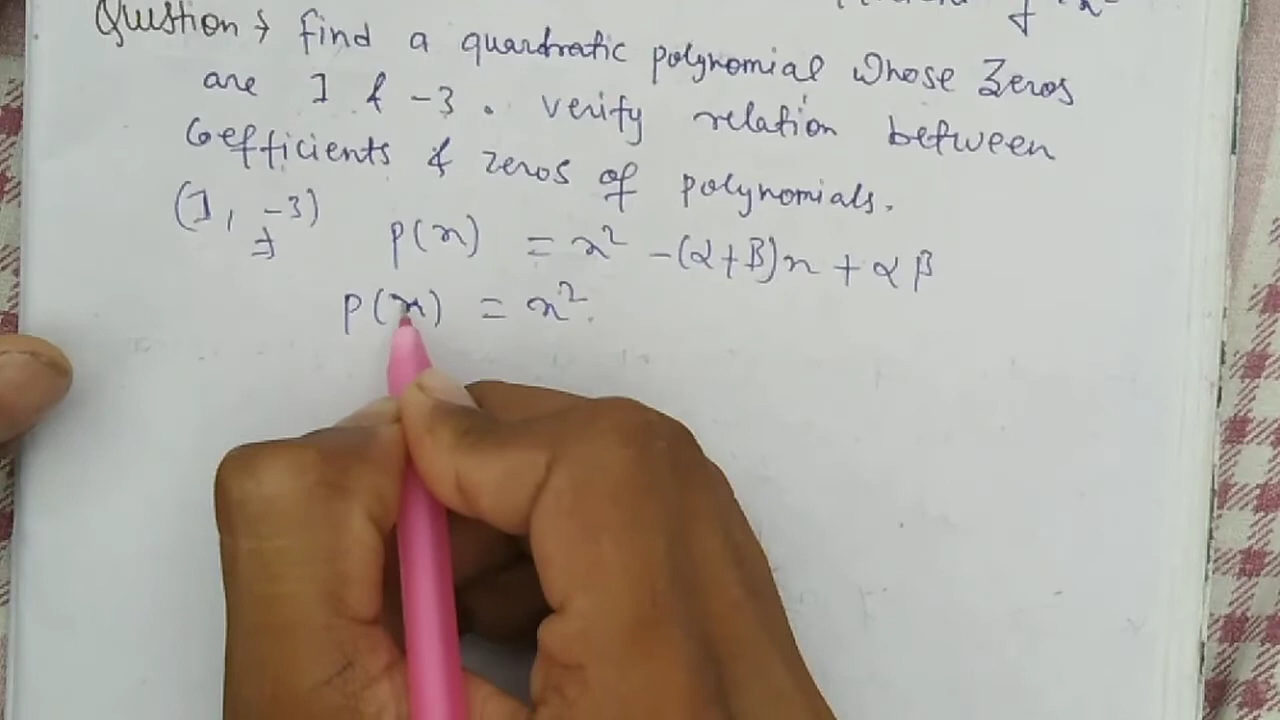 Question → find a quardratic polynomial whose Zeros
are 1 & -3 . verify relation between
Coefficients & zeros of polynomials.
(1, -3)
P(x) = x² -(α+β)x + αβ
P(x) = x²